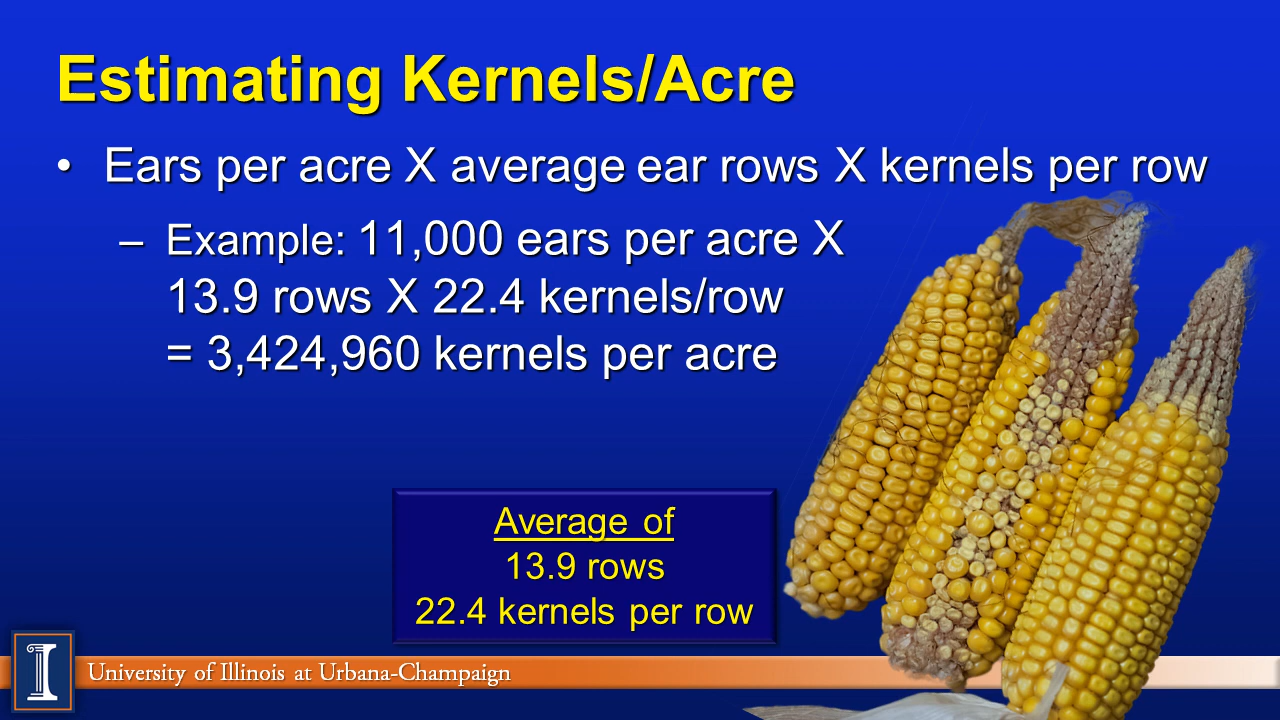 Estimating Kernels/Acre
• Ears per acre X average ear rows X kernels per row
– Example: 11,000 ears per acre X
13.9 rows X 22.4 kernels/row
= 3,424,960 kernels per acre
Average of
13.9 rows
22.4 kernels per row
I
University of Illinois at Urbana-Champaign